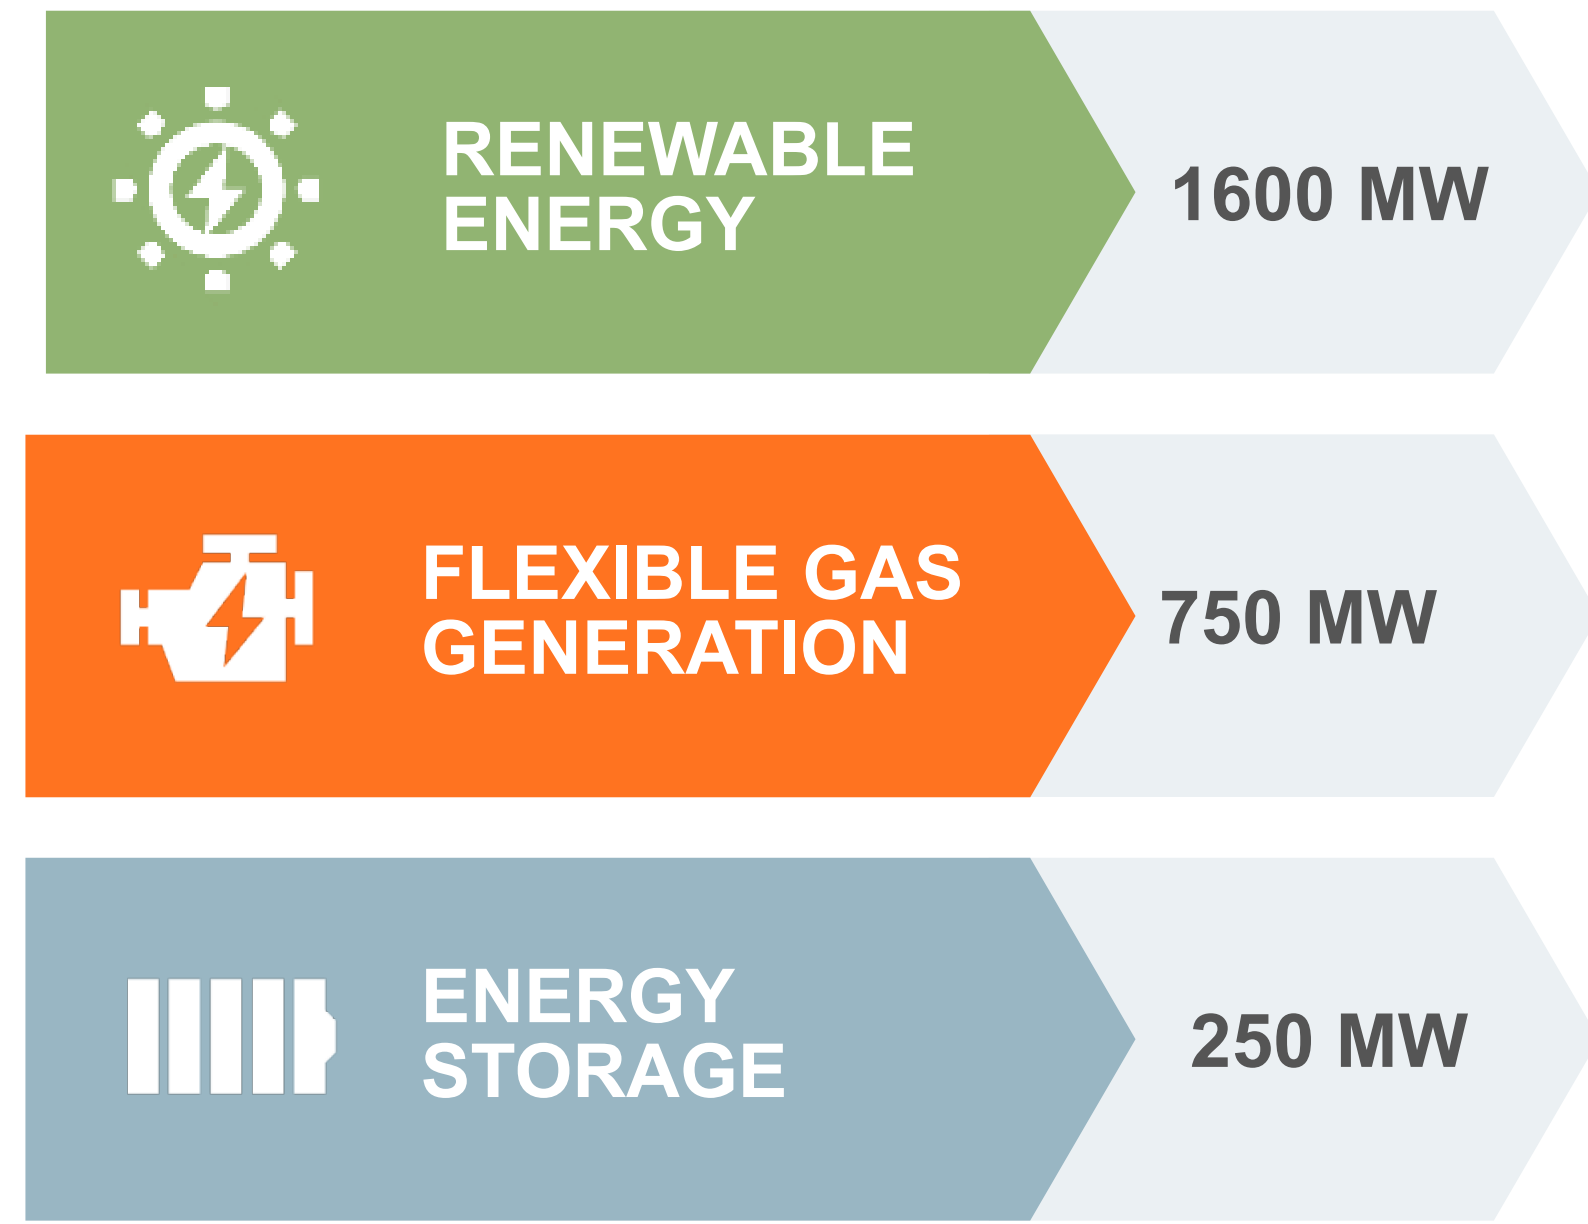 RENEWABLE
ENERGY
1600 MW
FLEXIBLE GAS
GENERATION
750 MW
ENERGY
STORAGE
250 MW